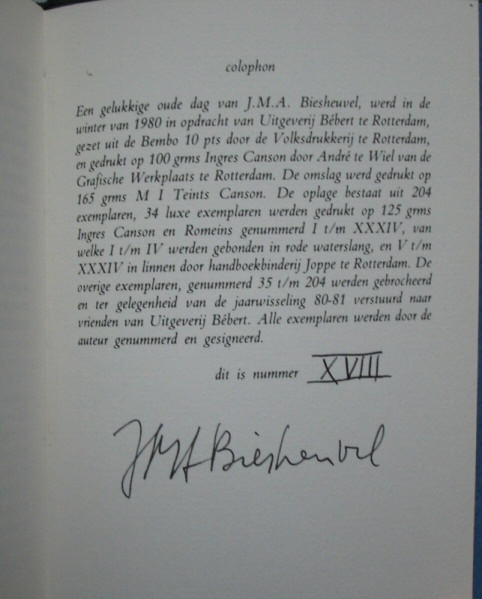 colophon
Een gelukkige oude dag van J.M.A. Biesheuvel, werd in de
winter van 1980 in opdracht van Uitgeverij Bébert te Rotterdam,
gezet uit de Bembo 10 pts door de Volksdrukkerij te Rotterdam,
en gedrukt op 100 grms Ingres Canson door André te Wiel van de
Grafische Werkplaats te Rotterdam. De omslag werd gedrukt op
165 grms M I Teints Canson. De oplage bestaat uit 204
exemplaren, 34 luxe exemplaren werden gedrukt op 125 grms
Ingres Canson en Romeins genummerd I t/m XXXIV, van
welke I t/m IV werden gebonden in rode waterslang, en V t/m
XXXIV in linnen door handboekbinderij Joppe te Rotterdam. De
overige exemplaren, genummerd 35 t/m 204 werden gebrocheerd
en ter gelegenheid van de jaarwisseling 80-81 verstuurd naar
vrienden van Uitgeverij Bébert. Alle exemplaren werden door de
auteur genummerd en gesigneerd.
dit is nummer XVIII
JMA Biesheuvel